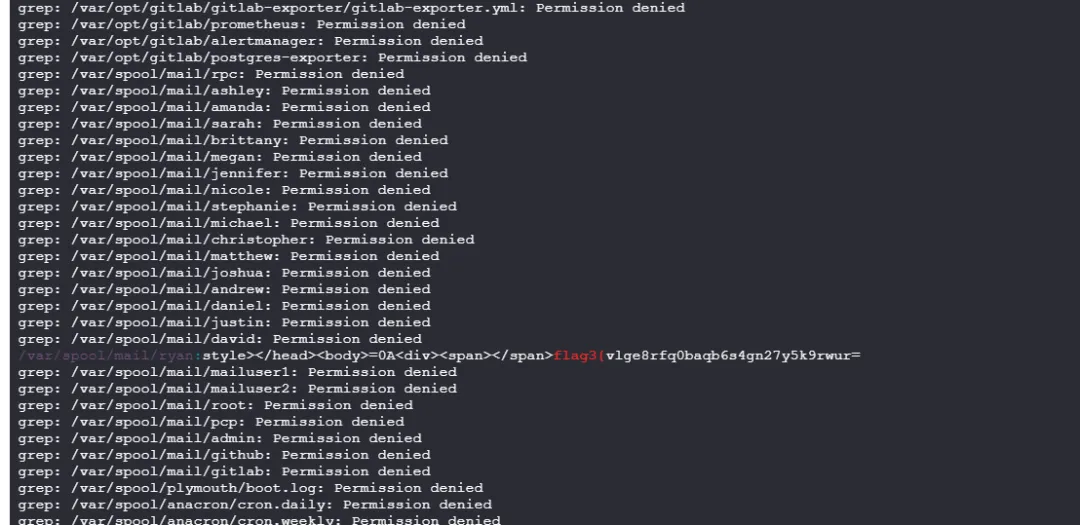 grep: /var/opt/gitlab/gitlab-exporter/gitlab-exporter.yml: Permission denied
grep: /var/opt/gitlab/prometheus: Permission denied
grep: /var/opt/gitlab/alertmanager: Permission denied
grep: /var/opt/gitlab/postgres-exporter: Permission denied
grep: /var/spool/mail/rpc: Permission denied
grep: /var/spool/mail/ashley: Permission denied
grep: /var/spool/mail/amanda: Permission denied
grep: /var/spool/mail/sarah: Permission denied
grep: /var/spool/mail/brittany: Permission denied
grep: /var/spool/mail/megan: Permission denied
grep: /var/spool/mail/jennifer: Permission denied
grep: /var/spool/mail/nicole: Permission denied
grep: /var/spool/mail/stephanie: Permission denied
grep: /var/spool/mail/michael: Permission denied
grep: /var/spool/mail/christopher: Permission denied
grep: /var/spool/mail/matthew: Permission denied
grep: /var/spool/mail/joshua: Permission denied
grep: /var/spool/mail/andrew: Permission denied
grep: /var/spool/mail/daniel: Permission denied
grep: /var/spool/mail/justin: Permission denied
grep: /var/spool/mail/david: Permission denied
/var/spool/mail/ryan:style></head><body>=0A<div><span></span>flag3{vlge8rfq0baqb6s4gn27y5k9rwur=
grep: /var/spool/mail/mailuser1: Permission denied
grep: /var/spool/mail/mailuser2: Permission denied
grep: /var/spool/mail/root: Permission denied
grep: /var/spool/mail/pcp: Permission denied
grep: /var/spool/mail/admin: Permission denied
grep: /var/spool/mail/github: Permission denied
grep: /var/spool/mail/gitlab: Permission denied
grep: /var/spool/plymouth/boot.log: Permission denied
grep: /var/spool/anacron/cron.daily: Permission denied
grep: /var/spool/anacron/cron.weekly: Permission denied